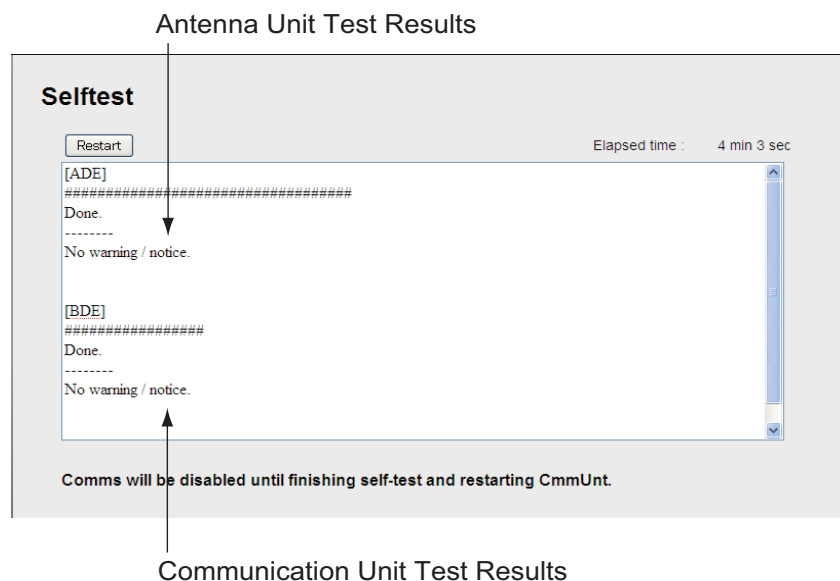 Antenna Unit Test Results
Selftest
Restart
Elapsed time : 4 min 3 sec
[ADE]
###################################
Done.
--------
No warning / notice.
[BDE]
#################
Done.
--------
No warning / notice.
Comms will be disabled until finishing self-test and restarting CmmUnt.
Communication Unit Test Results